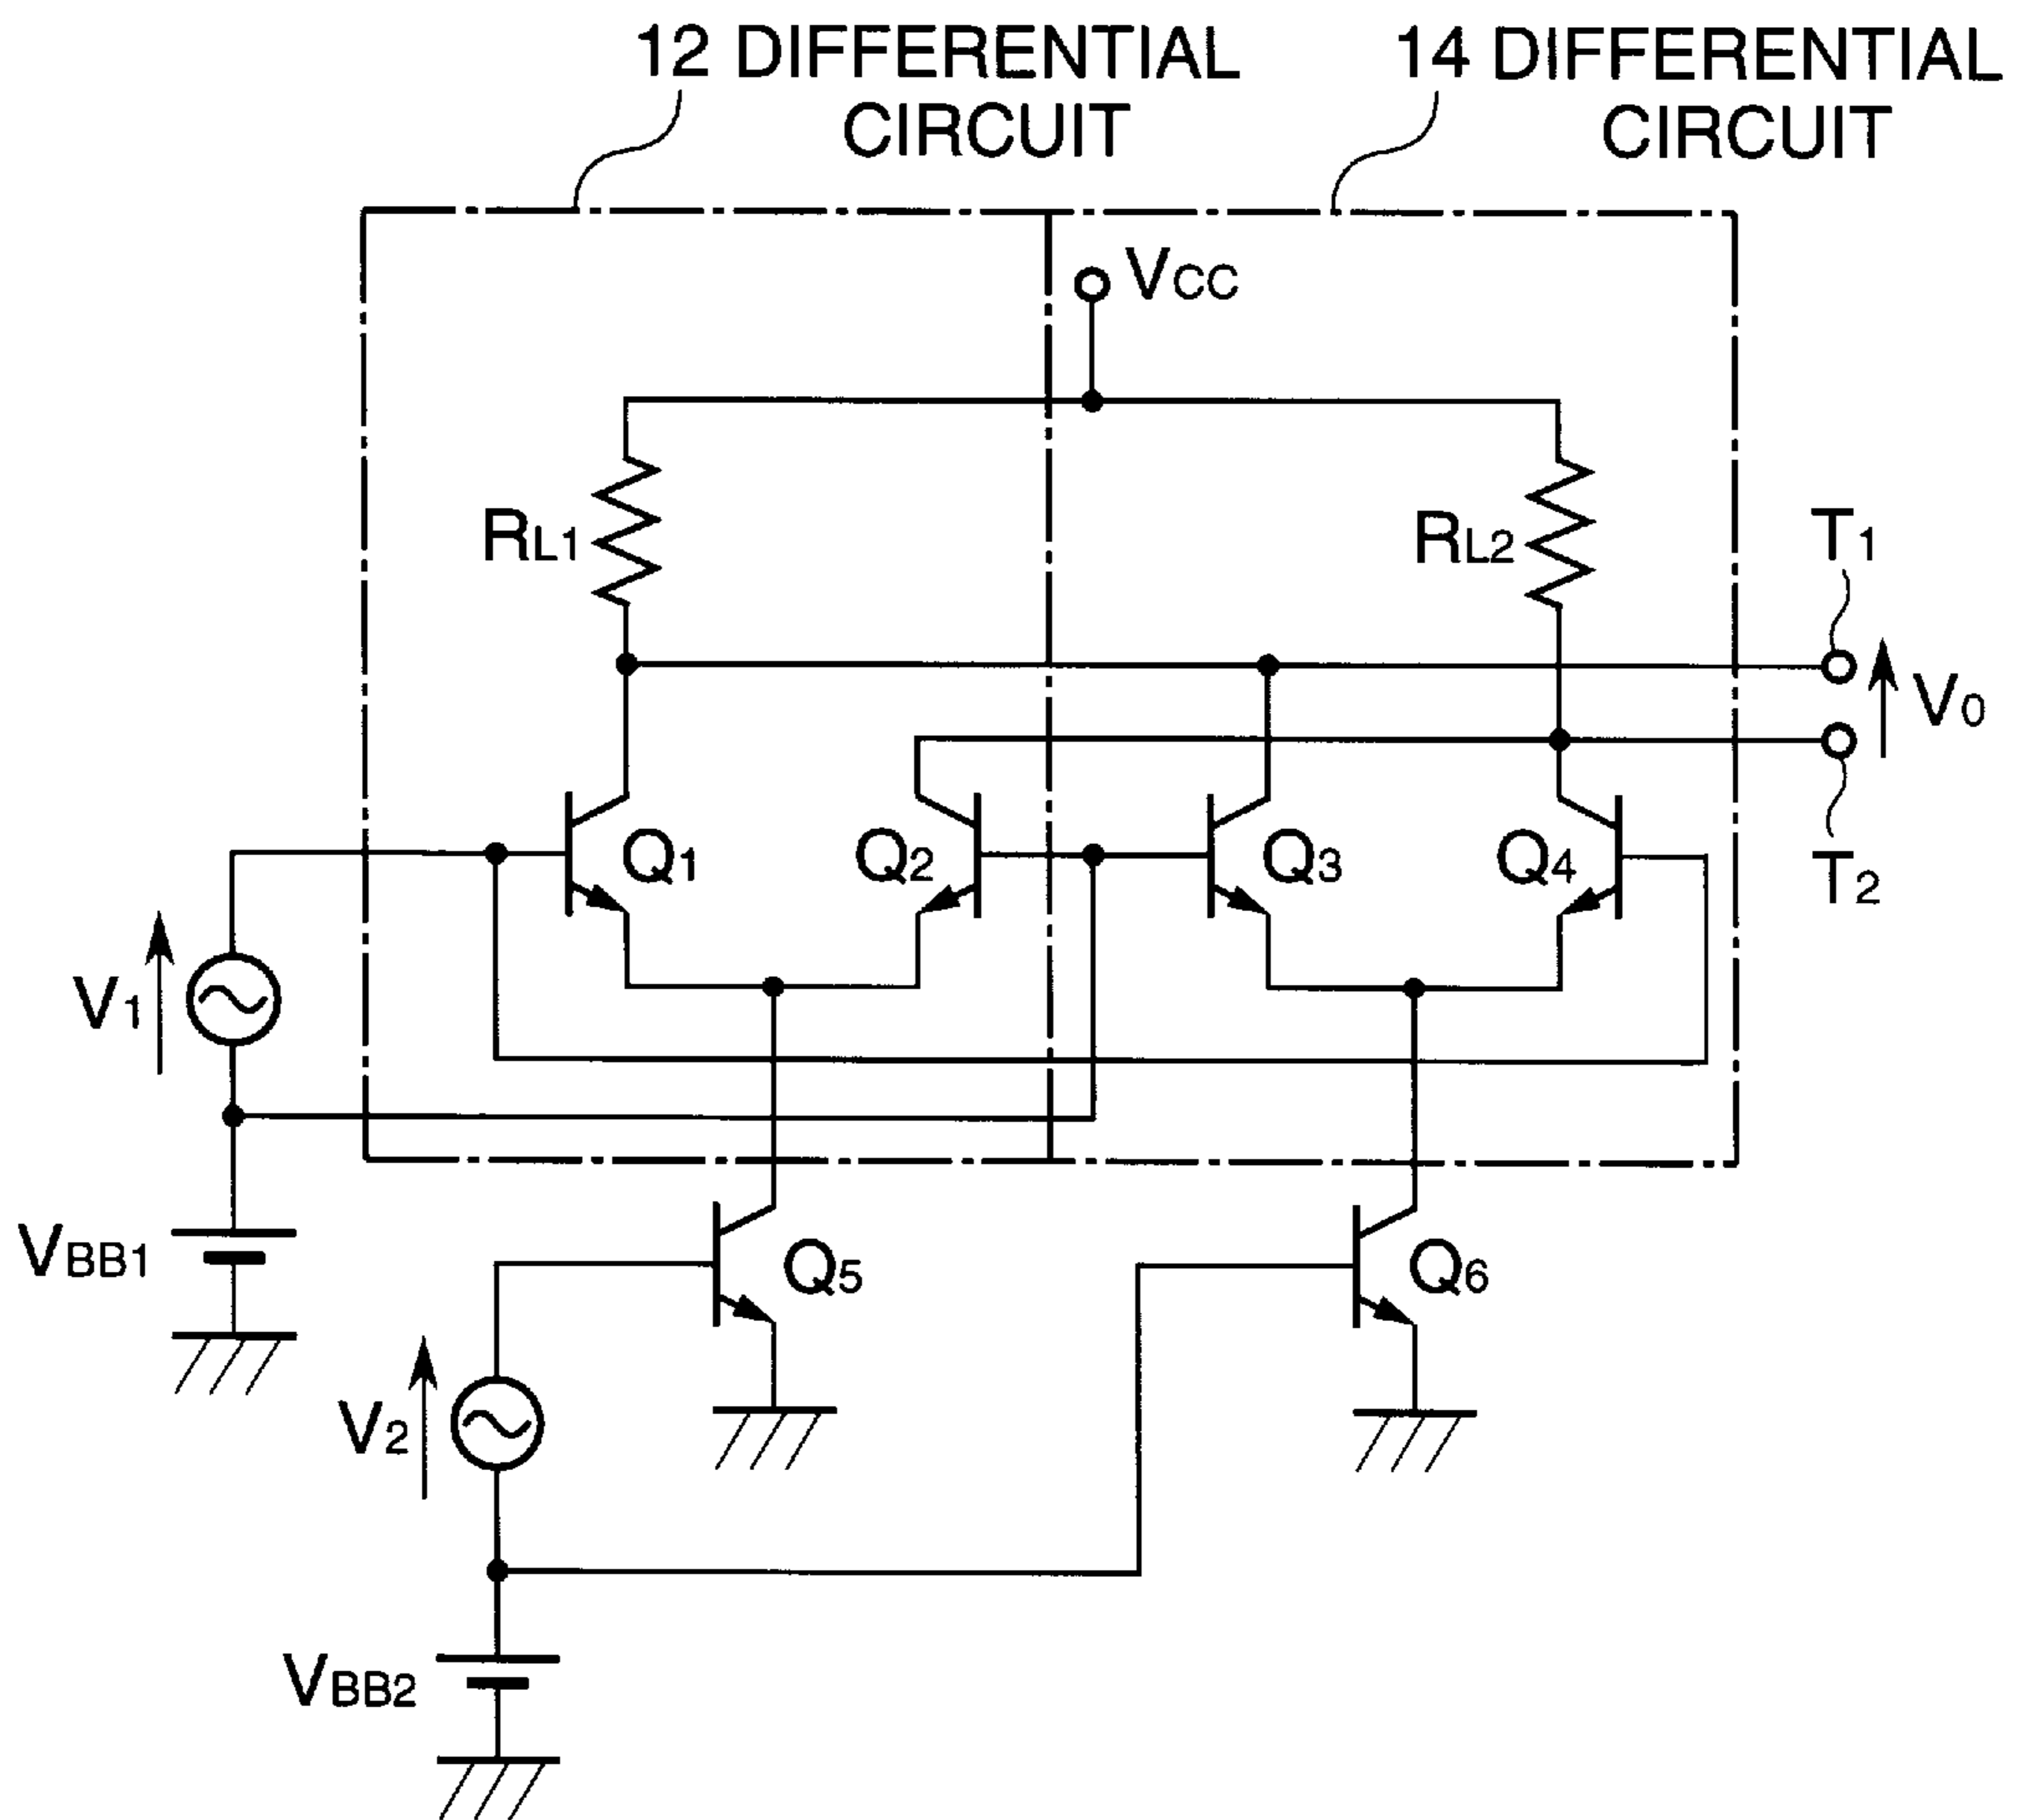 12 DIFFERENTIAL
CIRCUIT
14 DIFFERENTIAL
CIRCUIT
VCC
RL1
RL2
T1
V0
Q1
Q2
Q3
Q4
T2
V1
VBB1
Q5
Q6
V2
VBB2